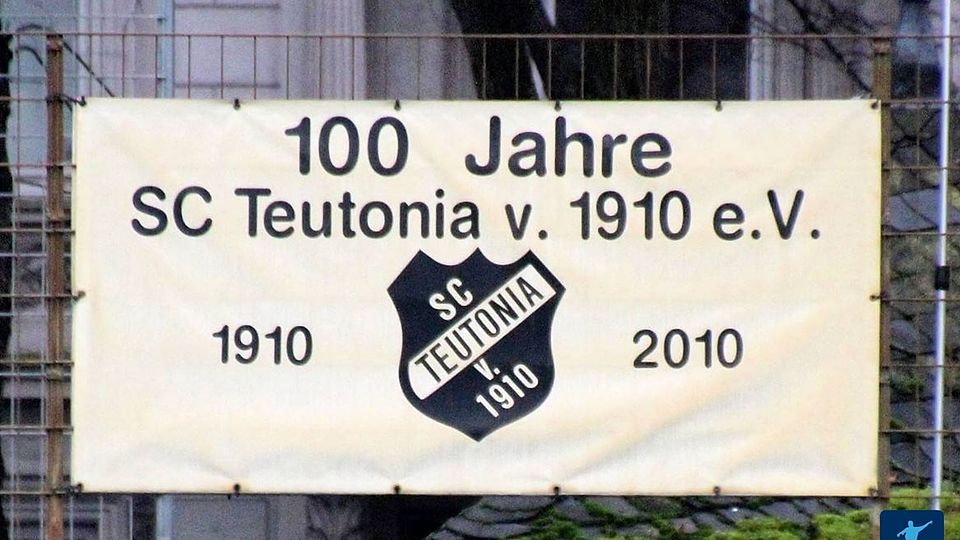 100 Jahre
SC Teutonia v. 1910 e.V.
1910
SC
TEUTONIA
v.
1910
2010